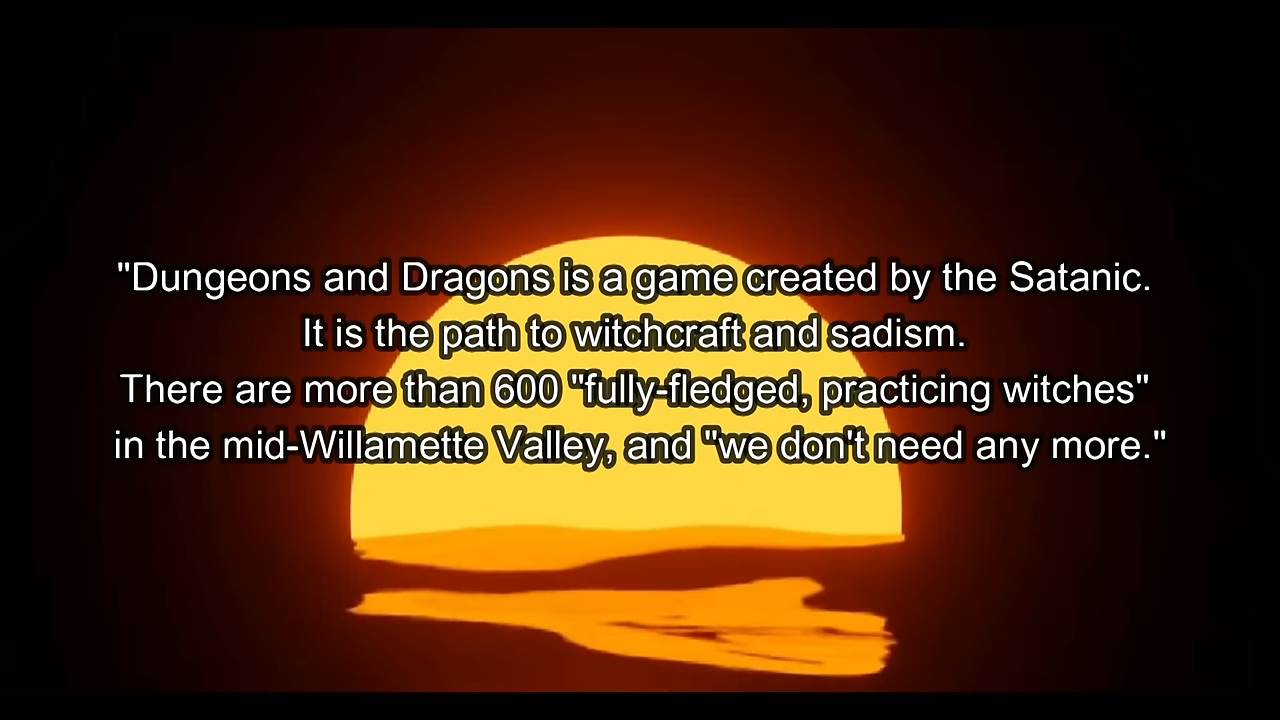 "Dungeons and Dragons is a game created by the Satanic.
It is the path to witchcraft and sadism.
There are more than 600 "fully-fledged, practicing witches"
in the mid-Willamette Valley, and "we don't need any more."